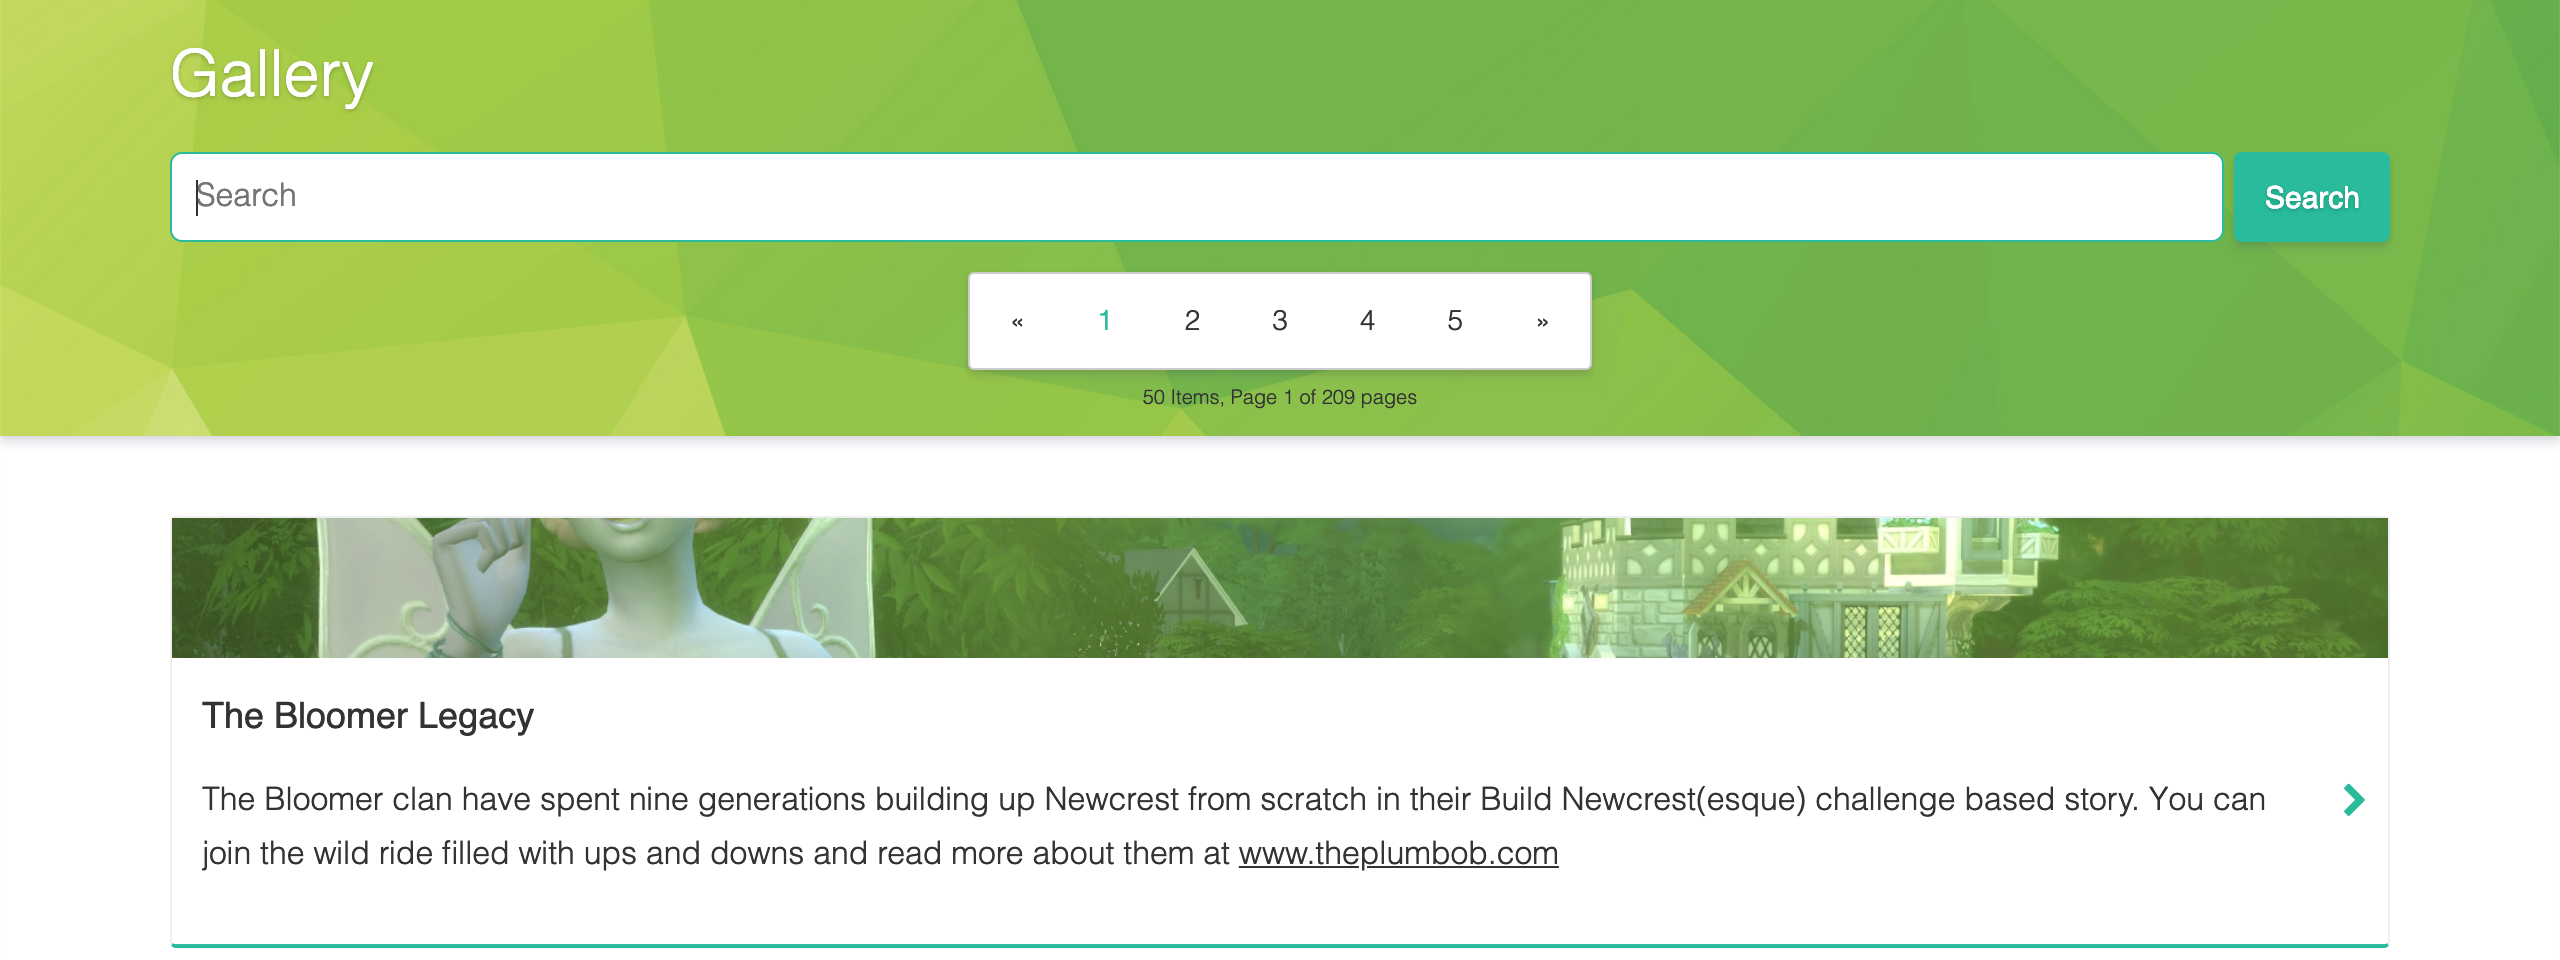 Gallery
Search
Search
« 1 2 3 4 5 »
50 Items, Page 1 of 209 pages
The Bloomer Legacy
The Bloomer clan have spent nine generations building up Newcrest from scratch in their Build Newcrest(esque) challenge based story. You can
join the wild ride filled with ups and downs and read more about them at www.theplumbob.com